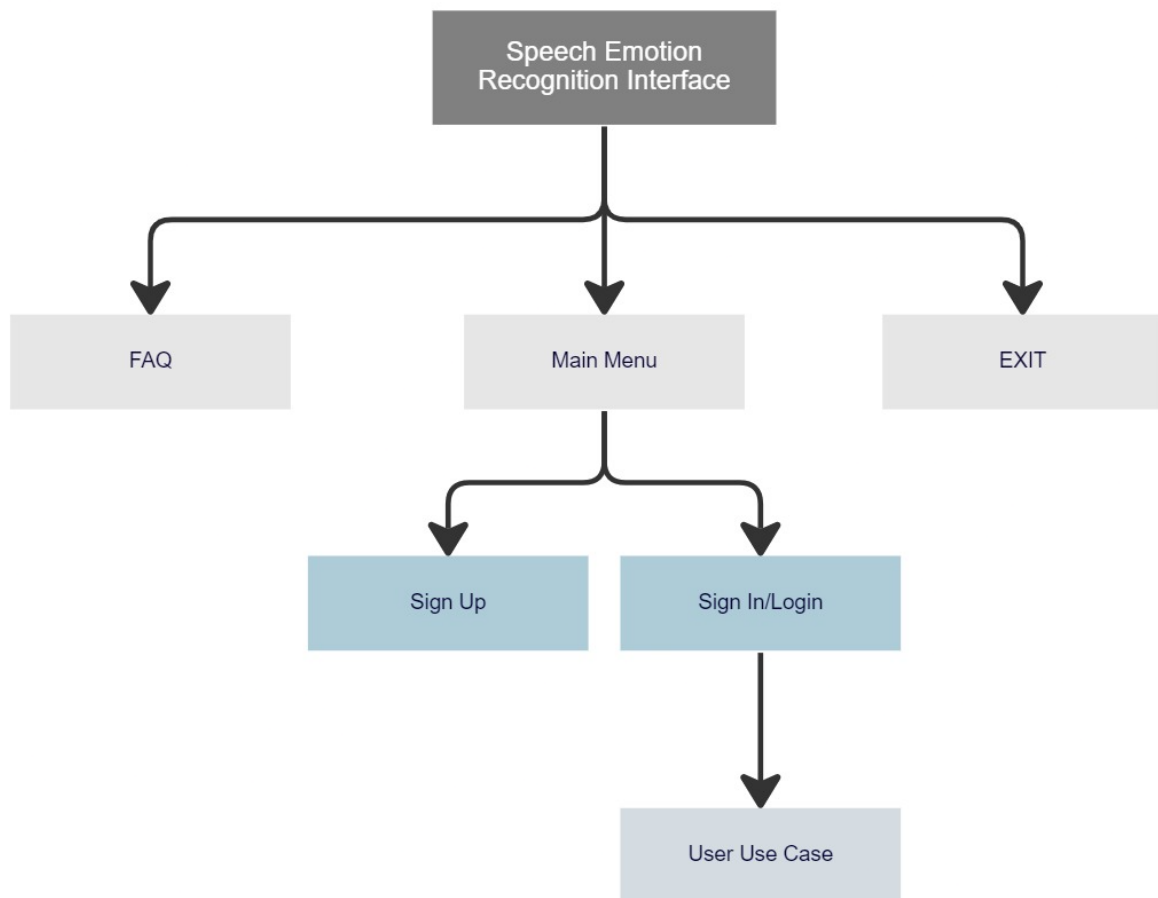 Speech Emotion
Recognition Interface
FAQ
Main Menu
EXIT
Sign Up
Sign In/Login
User Use Case